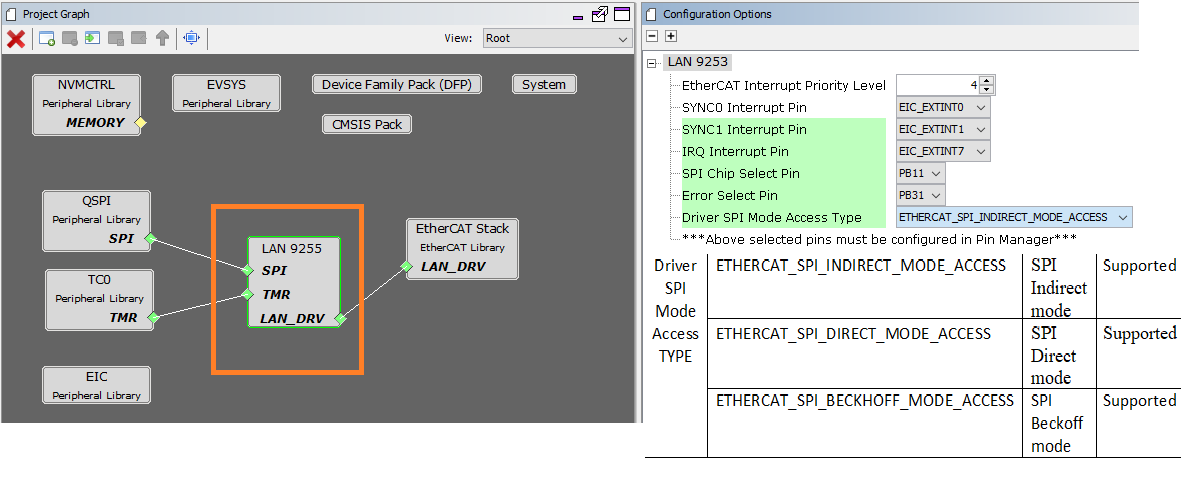 Project Graph
View:
Root
NVMCTRL
Peripheral Library
MEMORY
EVSYS
Peripheral Library
Device Family Pack (DFP)
System
CMSIS Pack
QSPI
Peripheral Library
SPI
TC0
Peripheral Library
TMR
EIC
Peripheral Library
LAN 9255
SPI
TMR
LAN_DRV
EtherCAT Stack
EtherCAT Library
LAN_DRV
Configuration Options
LAN 9253
EtherCAT Interrupt Priority Level 4
SYNC0 Interrupt Pin EIC_EXTINT0
SYNC1 Interrupt Pin EIC_EXTINT1
IRQ Interrupt Pin EIC_EXTINT7
SPI Chip Select Pin PB11
Error Select Pin PB31
Driver SPI Mode Access Type ETHERCAT_SPI_INDIRECT_MODE_ACCESS
***Above selected pins must be configured in Pin Manager***
Driver
SPI
Mode
Access
TYPE
ETHERCAT_SPI_INDIRECT_MODE_ACCESS
SPI
Indirect
mode
Supported
ETHERCAT_SPI_DIRECT_MODE_ACCESS
SPI
Direct
mode
Supported
ETHERCAT_SPI_BECKHOFF_MODE_ACCESS
SPI
Beckoff
mode
Supported